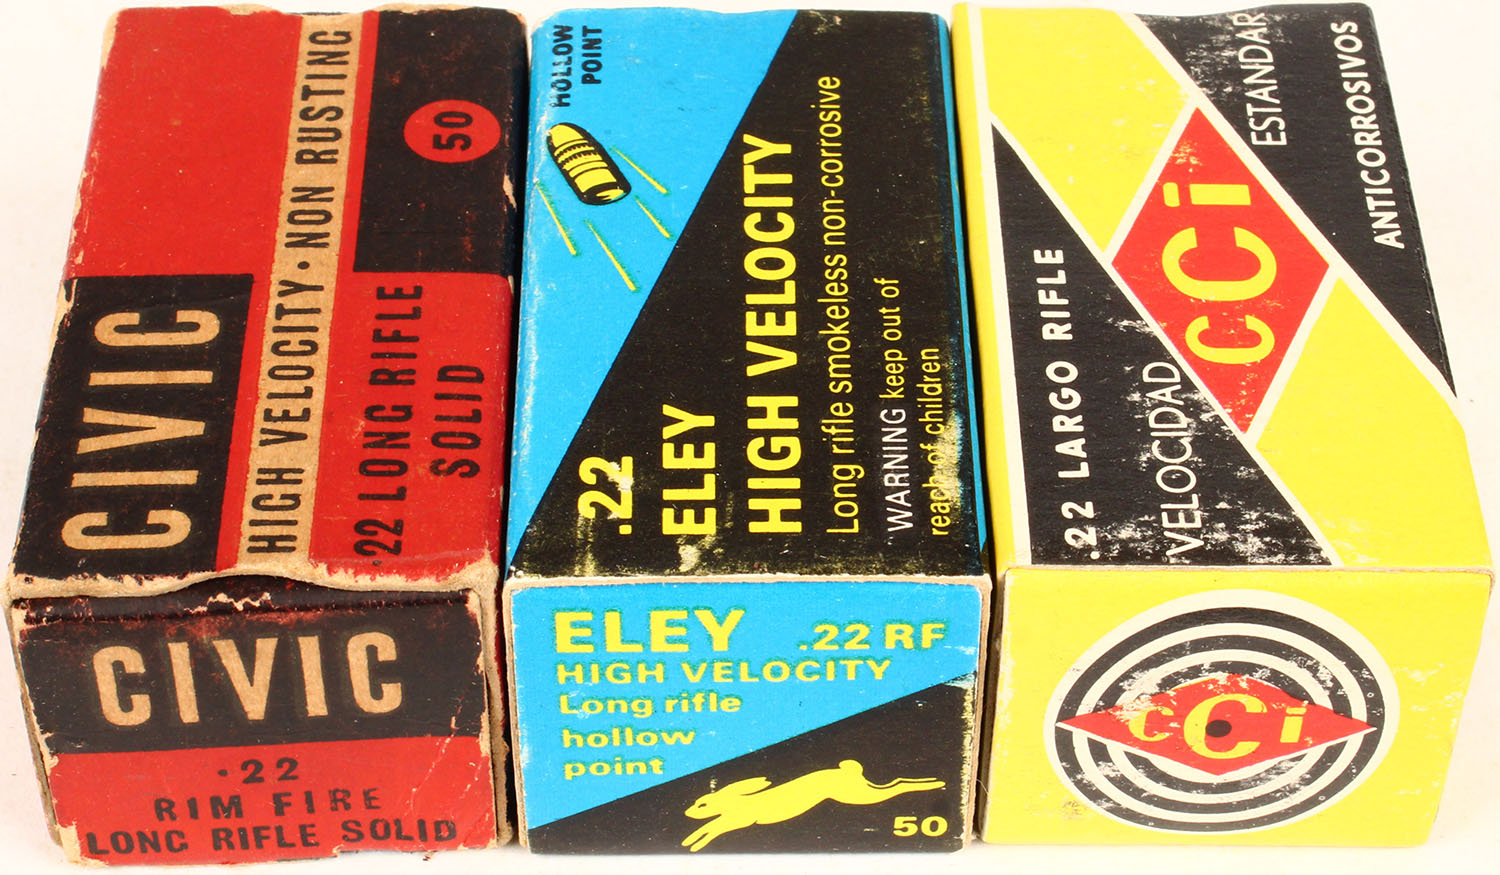 CIVIC
HIGH VELOCITY · NON RUSTING
.22 LONG RIFLE
SOLID
50
CIVIC
·22
RIM FIRE
LONG RIFLE SOLID
HOLLOW
POINT
.22
ELEY
HIGH VELOCITY
Long rifle smokeless non-corrosive
WARNING keep out of
reach of children
ELEY .22 RF
HIGH VELOCITY
Long rifle
hollow
point
50
.22 LARGO RIFLE
VELOCIDAD
CCi
ESTANDAR
ANTICORROSIVOS
CCi